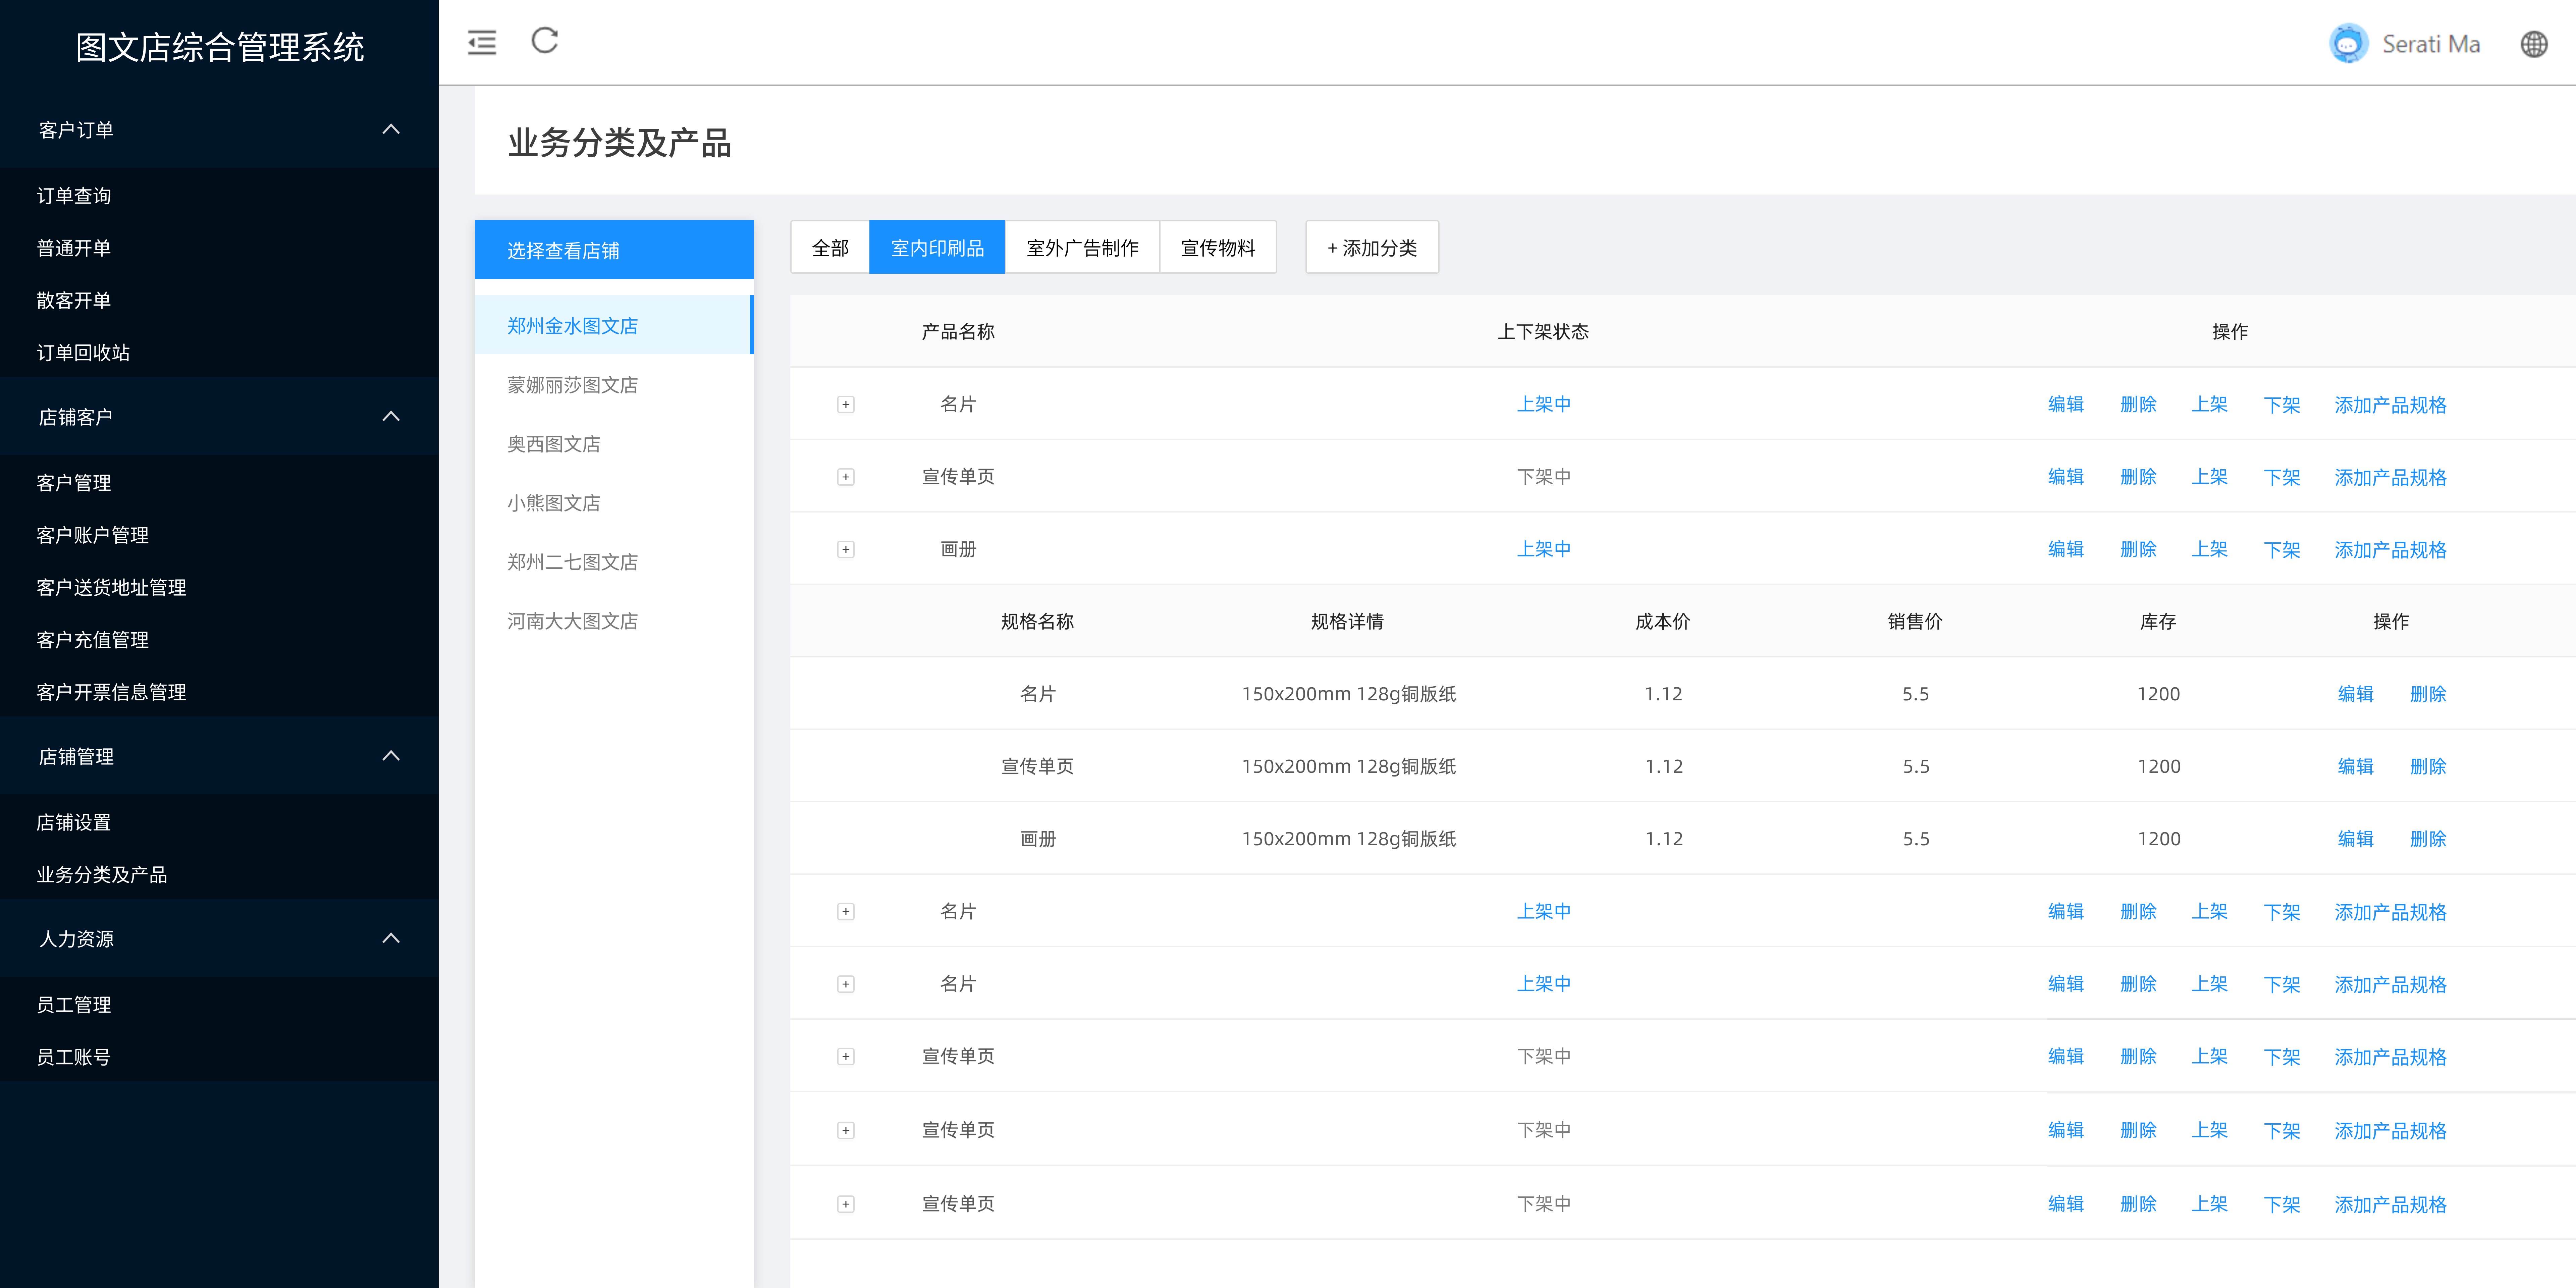 图文店综合管理系统
客户订单
订单查询
普通开单
散客开单
订单回收站
店铺客户
客户管理
客户账户管理
客户送货地址管理
客户充值管理
客户开票信息管理
店铺管理
店铺设置
业务分类及产品
人力资源
员工管理
员工账号
Serati Ma
业务分类及产品
选择查看店铺
郑州金水图文店
蒙娜丽莎图文店
奥西图文店
小熊图文店
郑州二七图文店
河南大大图文店
全部 室内印刷品 室外广告制作 宣传物料 + 添加分类
产品名称 上下架状态 操作
+ 名片 上架中 编辑 删除 上架 下架 添加产品规格
+ 宣传单页 下架中 编辑 删除 上架 下架 添加产品规格
+ 画册 上架中 编辑 删除 上架 下架 添加产品规格
规格名称 规格详情 成本价 销售价 库存 操作
名片 150x200mm 128g铜版纸 1.12 5.5 1200 编辑 删除
宣传单页 150x200mm 128g铜版纸 1.12 5.5 1200 编辑 删除
画册 150x200mm 128g铜版纸 1.12 5.5 1200 编辑 删除
+ 名片 上架中 编辑 删除 上架 下架 添加产品规格
+ 名片 上架中 编辑 删除 上架 下架 添加产品规格
+ 宣传单页 下架中 编辑 删除 上架 下架 添加产品规格
+ 宣传单页 下架中 编辑 删除 上架 下架 添加产品规格
+ 宣传单页 下架中 编辑 删除 上架 下架 添加产品规格